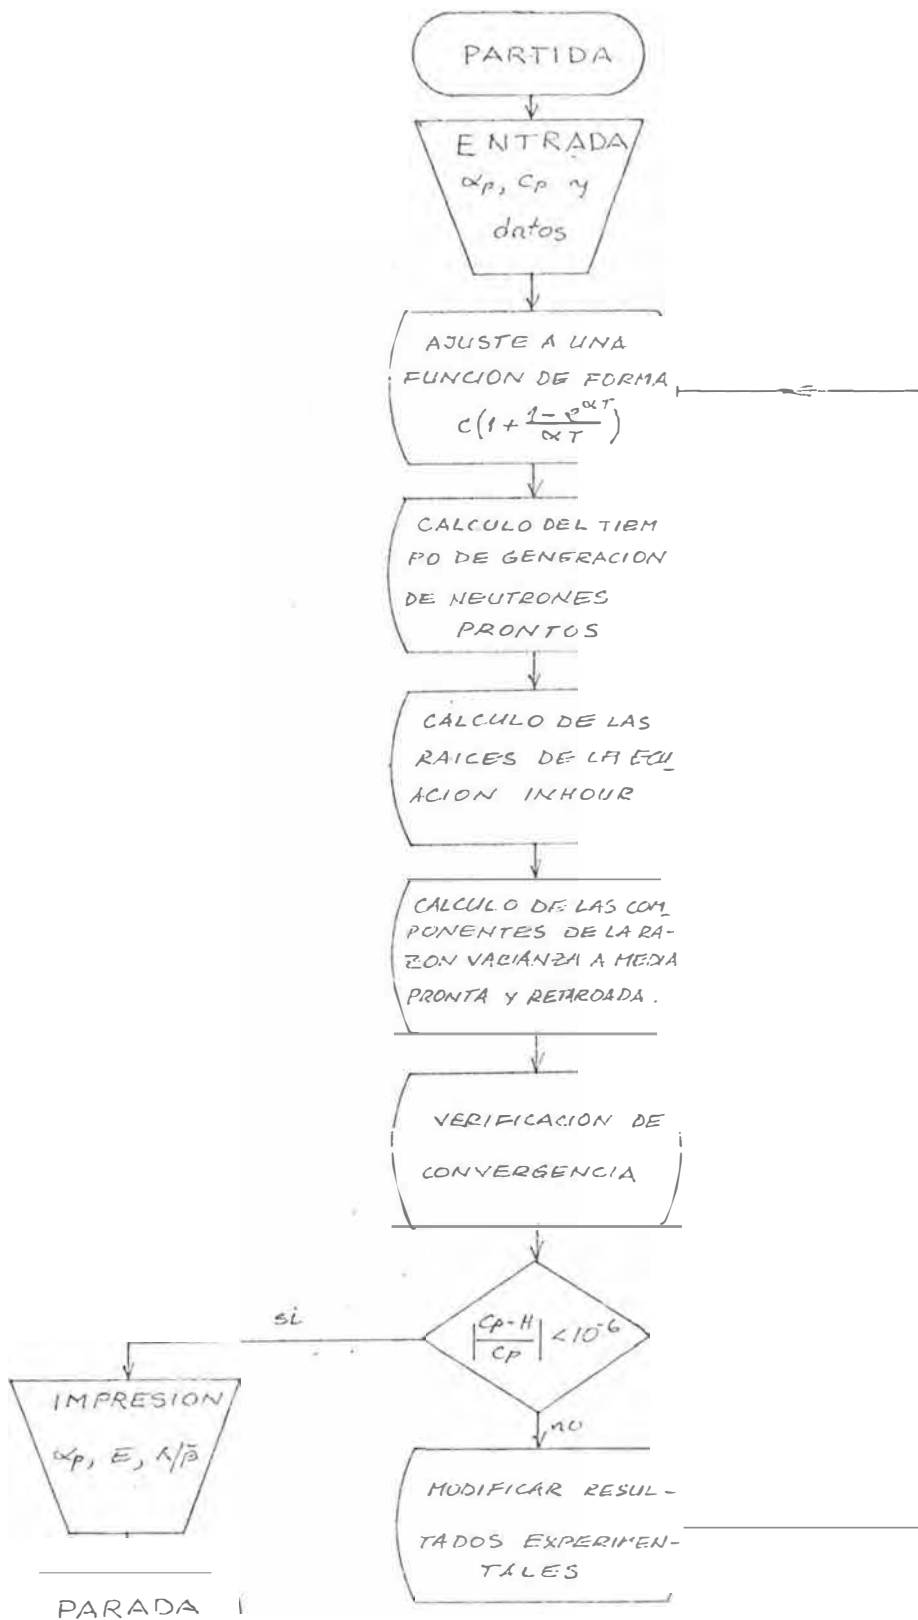 PARTIDA
ENTRADA
αp, Cp y
datos
AJUSTE A UNA
FUNCION DE FORMA
C(1 + \frac{1-e^{αT}}{αT})
CALCULO DEL TIEM
PO DE GENERACION
DE NEUTRONES
PRONTOS
CALCULO DE LAS
RAICES DE LA ECU
ACION INHOUR
CALCULO DE LAS COM
PONENTES DE LA RA-
ZON VARIANZA A MEDIA
PRONTA Y RETARDADA.
VERIFICACION DE
CONVERGENCIA
|\frac{Cp-H}{Cp}| < 10^{-6}
si
no
IMPRESION
αp, E, Λ/β̄
MODIFICAR RESUL-
TADOS EXPERIMEN-
TALES
PARADA